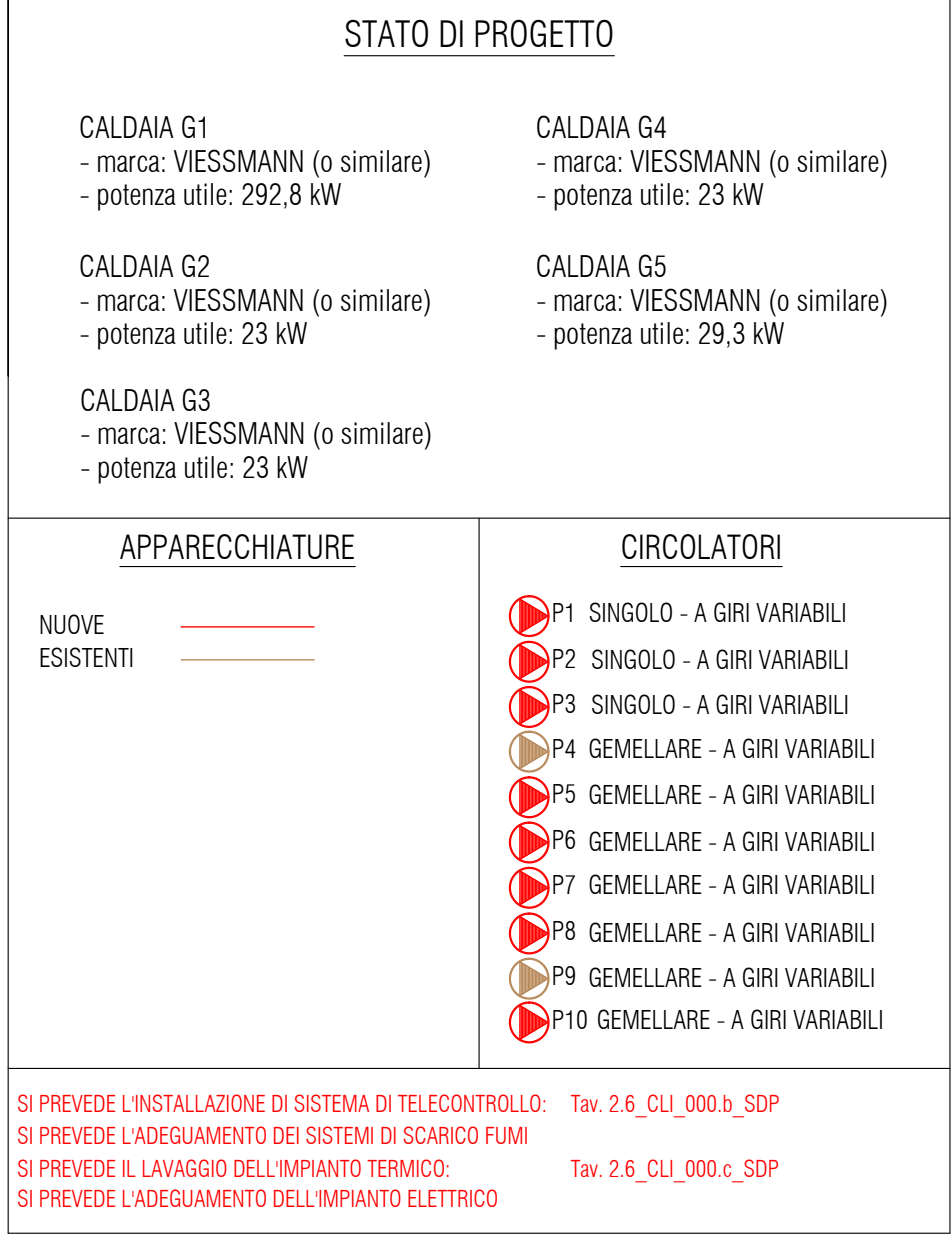 STATO DI PROGETTO
CALDAIA G1
- marca: VIESSMANN (o similare)
- potenza utile: 292,8 kW
CALDAIA G2
- marca: VIESSMANN (o similare)
- potenza utile: 23 kW
CALDAIA G3
- marca: VIESSMANN (o similare)
- potenza utile: 23 kW
CALDAIA G4
- marca: VIESSMANN (o similare)
- potenza utile: 23 kW
CALDAIA G5
- marca: VIESSMANN (o similare)
- potenza utile: 29,3 kW
APPARECCHIATURE
NUOVE
ESISTENTI
CIRCOLATORI
P1 SINGOLO - A GIRI VARIABILI
P2 SINGOLO - A GIRI VARIABILI
P3 SINGOLO - A GIRI VARIABILI
P4 GEMELLARE - A GIRI VARIABILI
P5 GEMELLARE - A GIRI VARIABILI
P6 GEMELLARE - A GIRI VARIABILI
P7 GEMELLARE - A GIRI VARIABILI
P8 GEMELLARE - A GIRI VARIABILI
P9 GEMELLARE - A GIRI VARIABILI
P10 GEMELLARE - A GIRI VARIABILI
SI PREVEDE L'INSTALLAZIONE DI SISTEMA DI TELECONTROLLO: Tav. 2.6_CLI_000.b_SDP
SI PREVEDE L'ADEGUAMENTO DEI SISTEMI DI SCARICO FUMI
SI PREVEDE IL LAVAGGIO DELL'IMPIANTO TERMICO: Tav. 2.6_CLI_000.c_SDP
SI PREVEDE L'ADEGUAMENTO DELL'IMPIANTO ELETTRICO